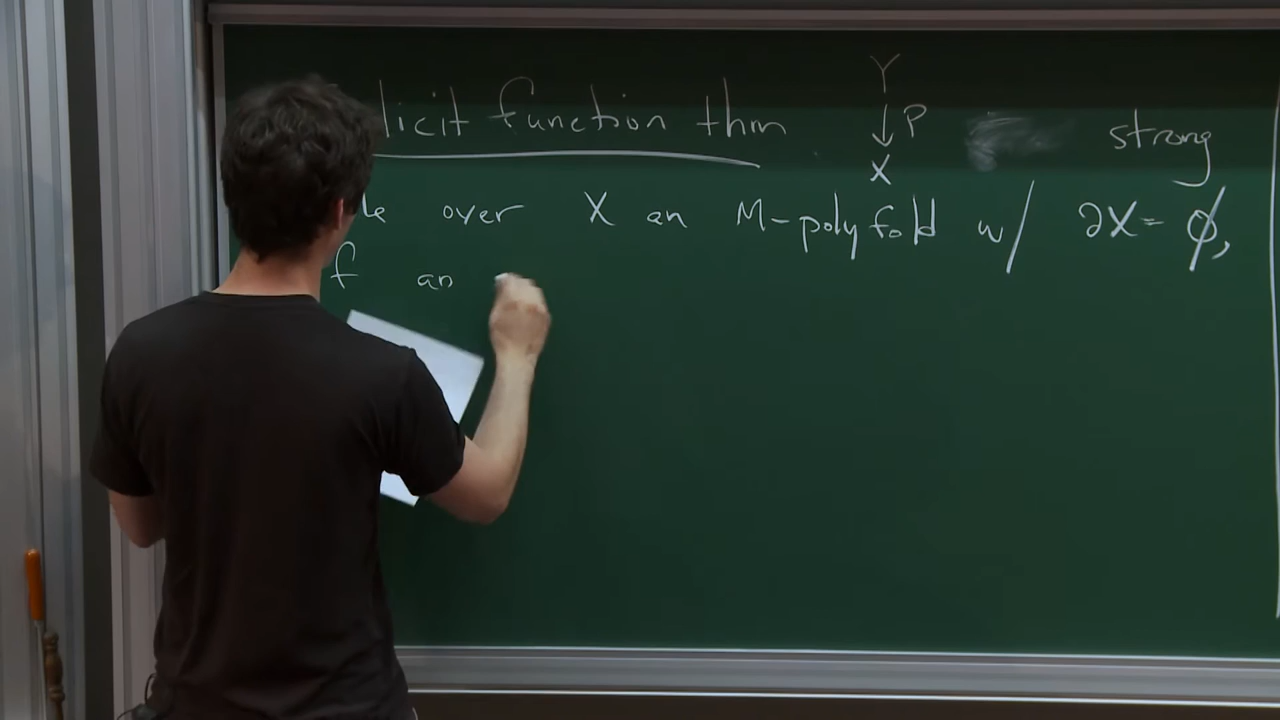 licit function thm Y ↓ P X strong
le over X an M-polyfold w/ ∂X = ∅,
f an